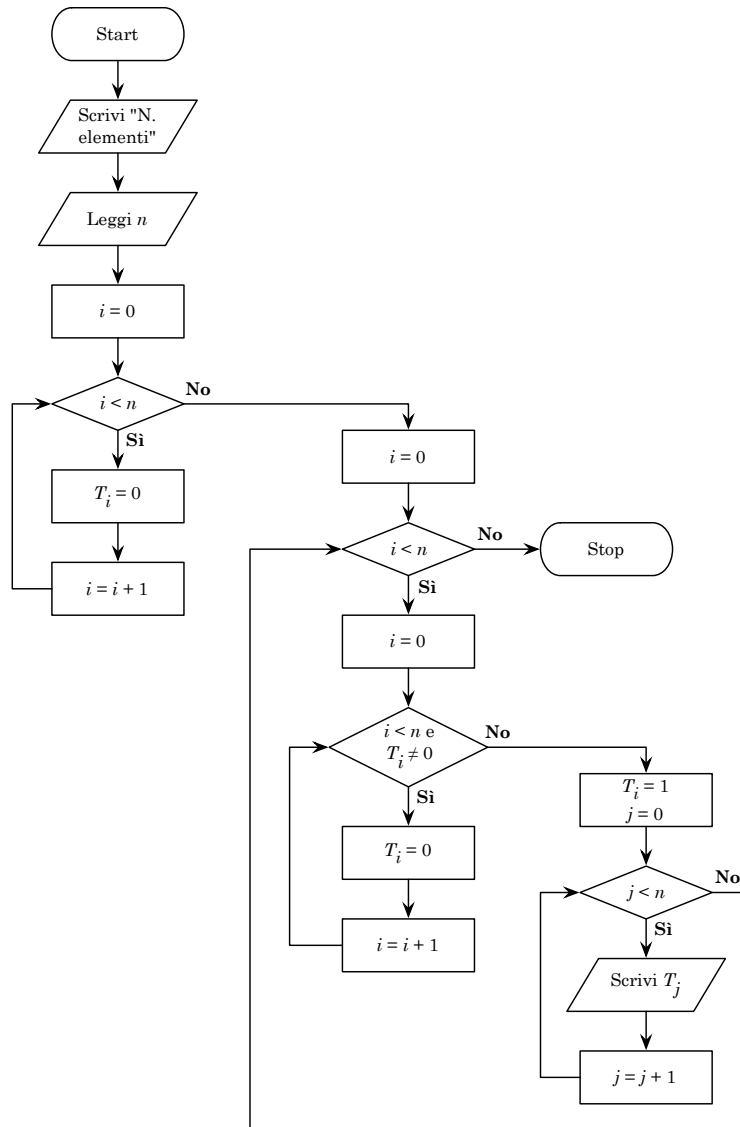 Start
Scrivi "N.
elementi"
Leggi n
i = 0
i < n
No
Sì
T_i = 0
i = i + 1
i = 0
i < n
No
Stop
Sì
i = 0
i < n e
T_i ≠ 0
No
Sì
T_i = 0
i = i + 1
T_i = 1
j = 0
j < n
No
Sì
Scrivi T_j
j = j + 1